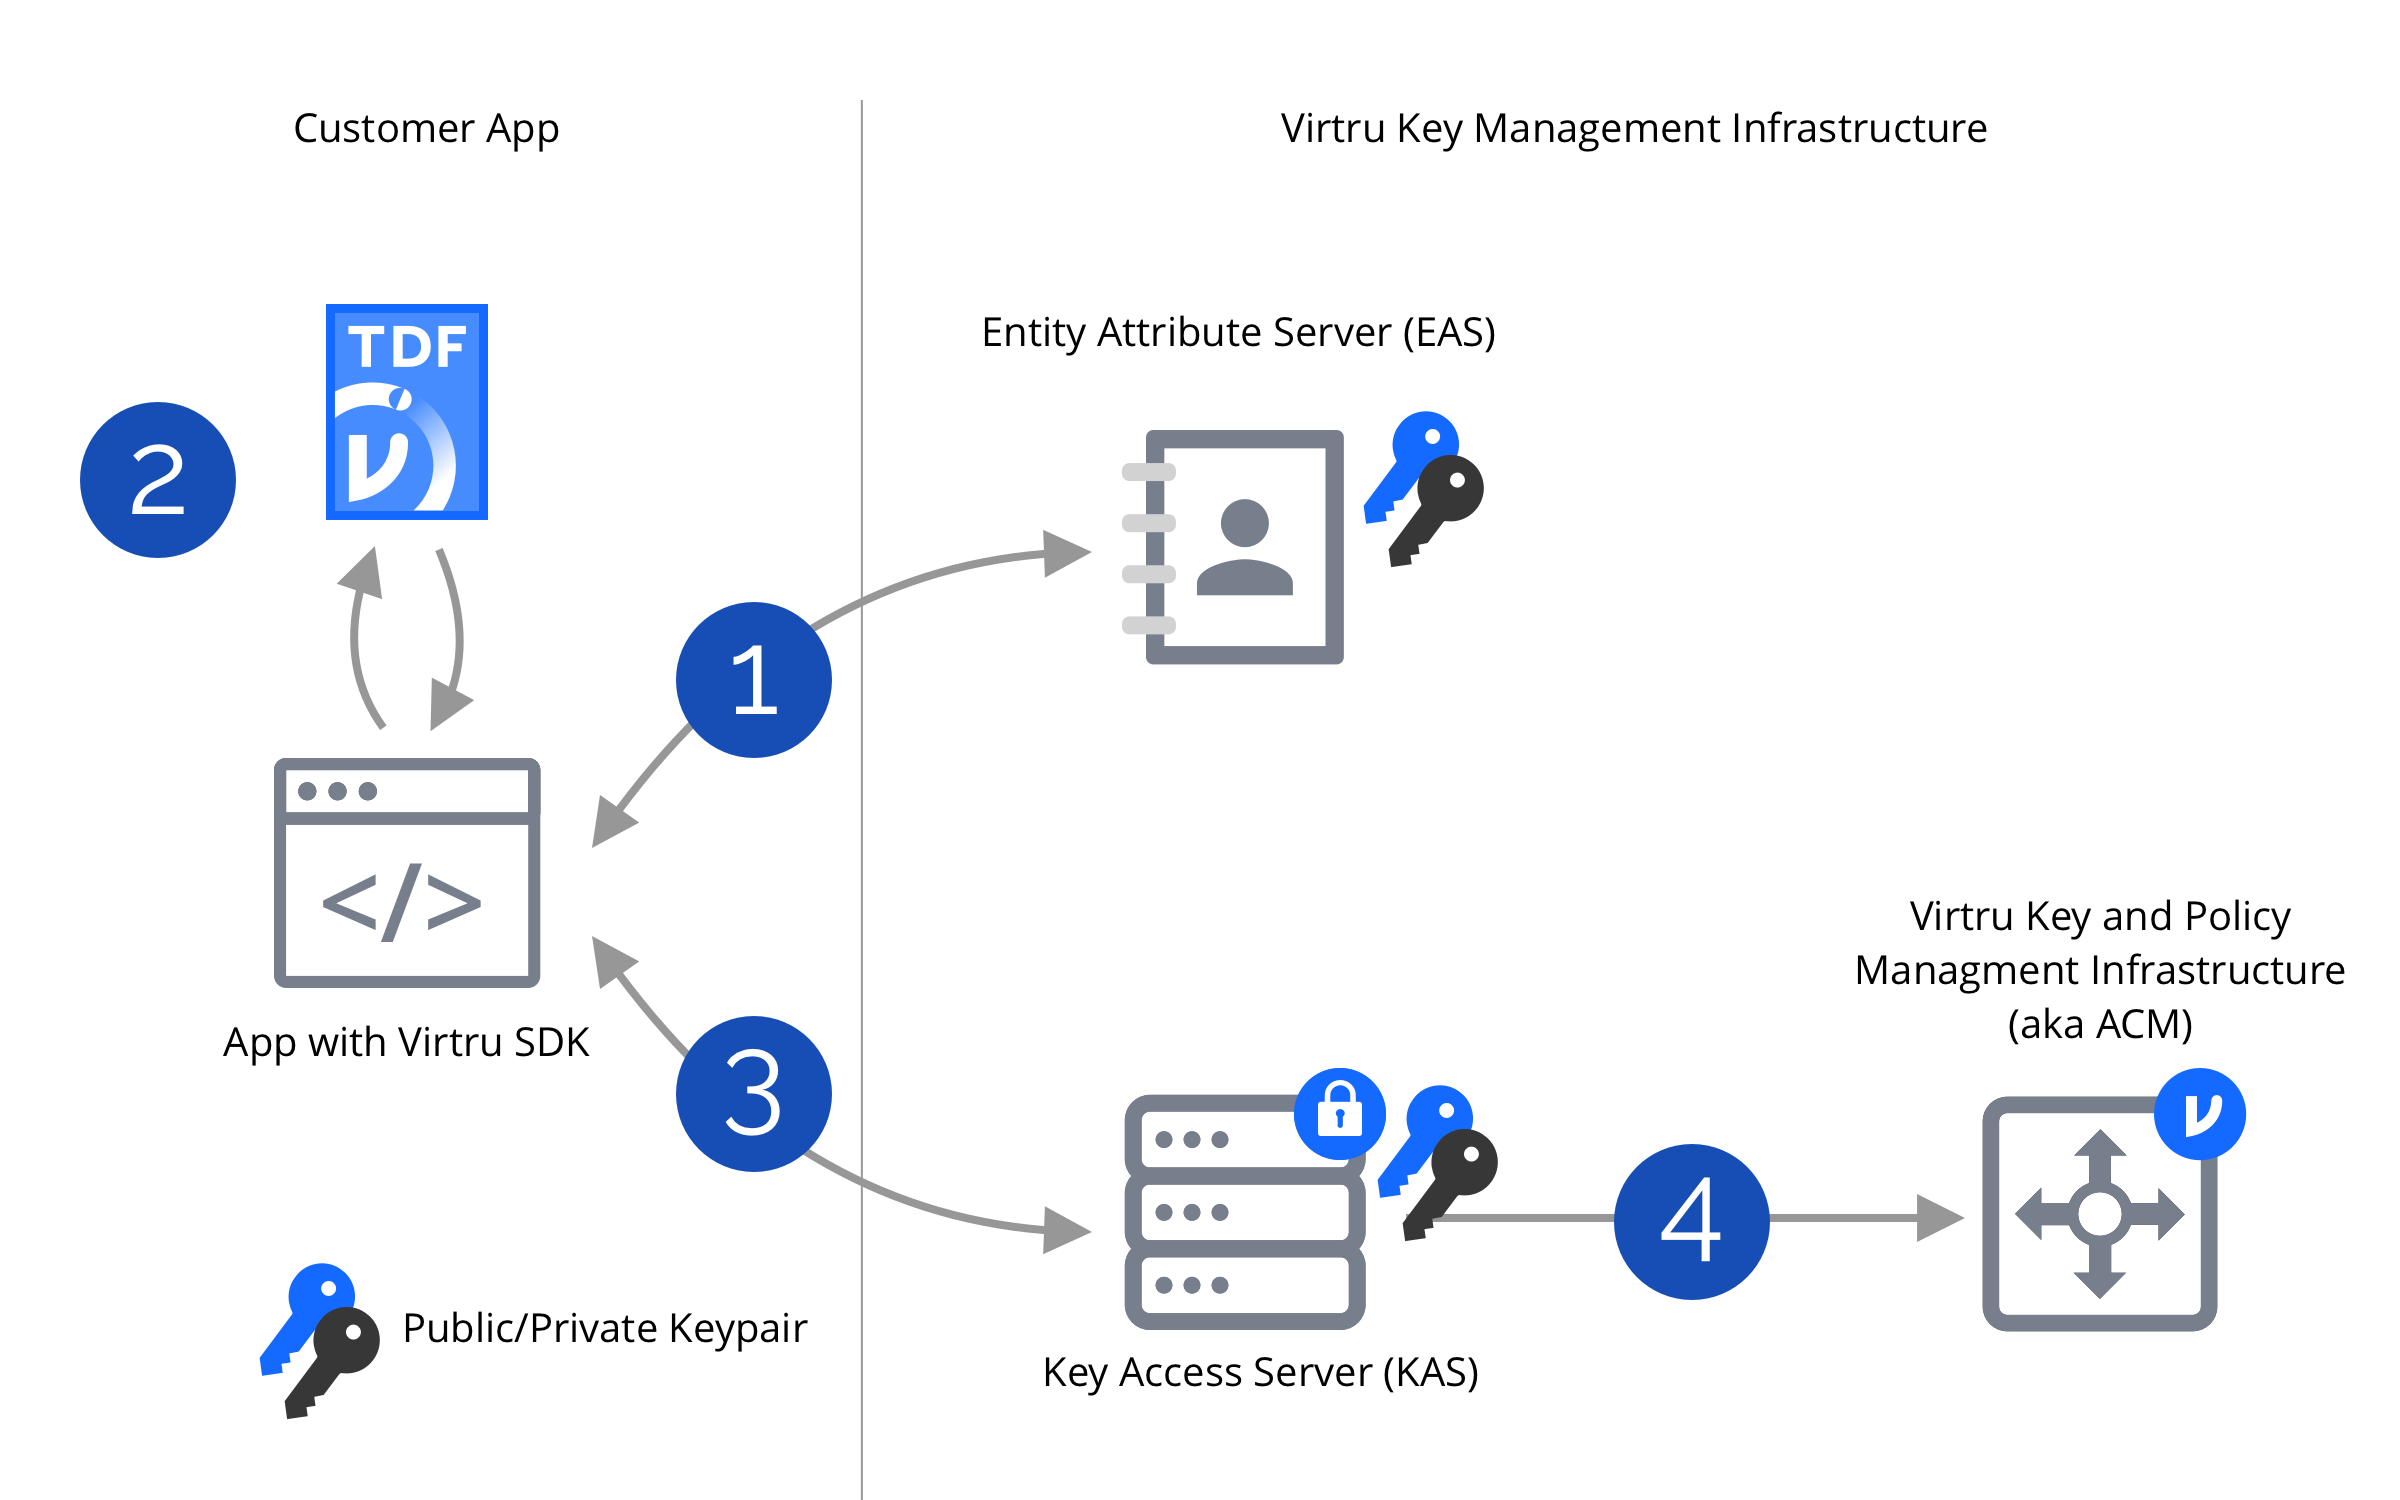 Customer App
Virtru Key Management Infrastructure
TDF
Entity Attribute Server (EAS)
2
1
</>
App with Virtru SDK
3
Virtru Key and Policy
Managment Infrastructure
(aka ACM)
4
Public/Private Keypair
Key Access Server (KAS)